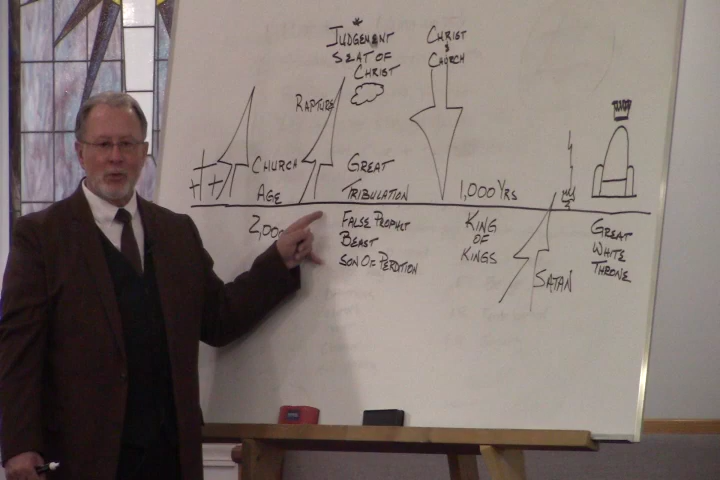 JUDGEMENT
SEAT OF
CHRIST
CHRIST
&
CHURCH
RAPTURE
CHURCH
AGE
GREAT
TRIBULATION
1,000 YRS
2,00
FALSE PROPHET
BEAST
SON OF PERDITION
KING
OF
KINGS
SATAN
GREAT
WHITE
THRONE